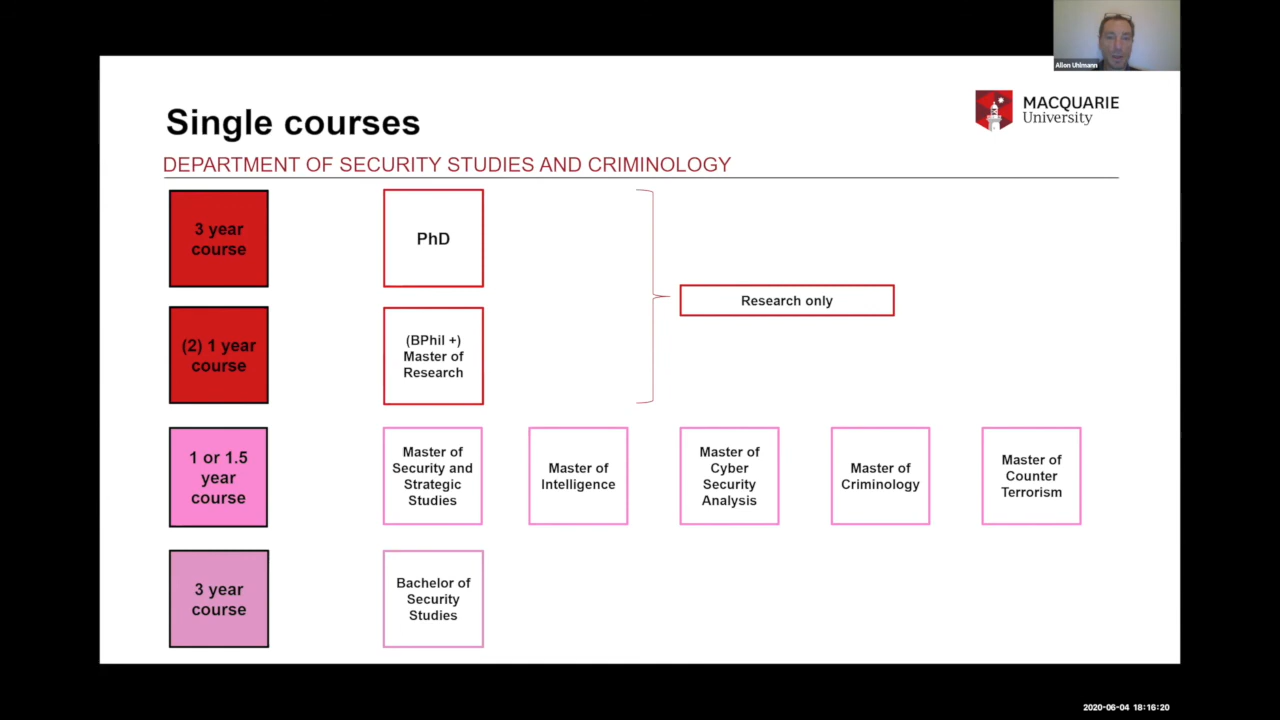 Allon Uhlmann
MACQUARIE
University
Single courses
DEPARTMENT OF SECURITY STUDIES AND CRIMINOLOGY
3 year
course
PhD
Research only
(2) 1 year
course
(BPhil +)
Master of
Research
1 or 1.5
year
course
Master of
Security and
Strategic
Studies
Master of
Intelligence
Master of
Cyber
Security
Analysis
Master of
Criminology
Master of
Counter
Terrorism
3 year
course
Bachelor of
Security
Studies
2020-06-04 18:16:20